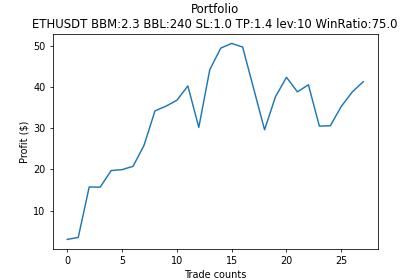 Portfolio
ETHUSDT BBM:2.3 BBL:240 SL:1.0 TP:1.4 lev:10 WinRatio:75.0
50
40
30
20
10
Profit ($)
0 5 10 15 20 25
Trade counts